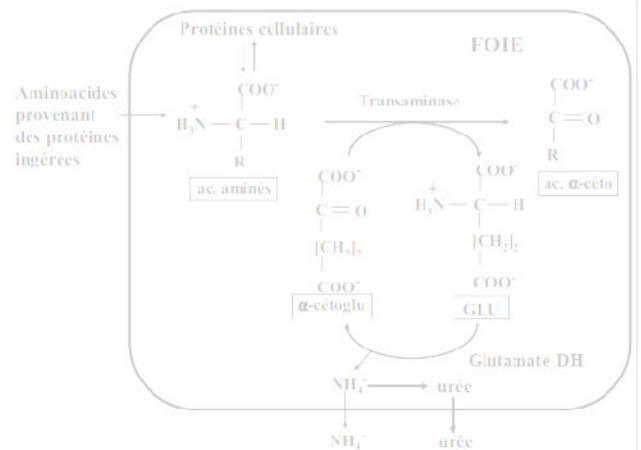 Protéines cellulaires
FOIE
Aminoacides
provenant
des protéines
ingérées
COO⁻
H₃N⁺ — C — H
R
ac. aminés
Transaminase
COO⁻
C = O
R
ac. α-céto
COO⁻
C = O
[CH₂]₂
COO⁻
α-cétoglu
COO⁻
H₃N⁺ — C — H
[CH₂]₂
COO⁻
GLU
Glutamate DH
NH₄⁺
urée
NH₄⁺
urée